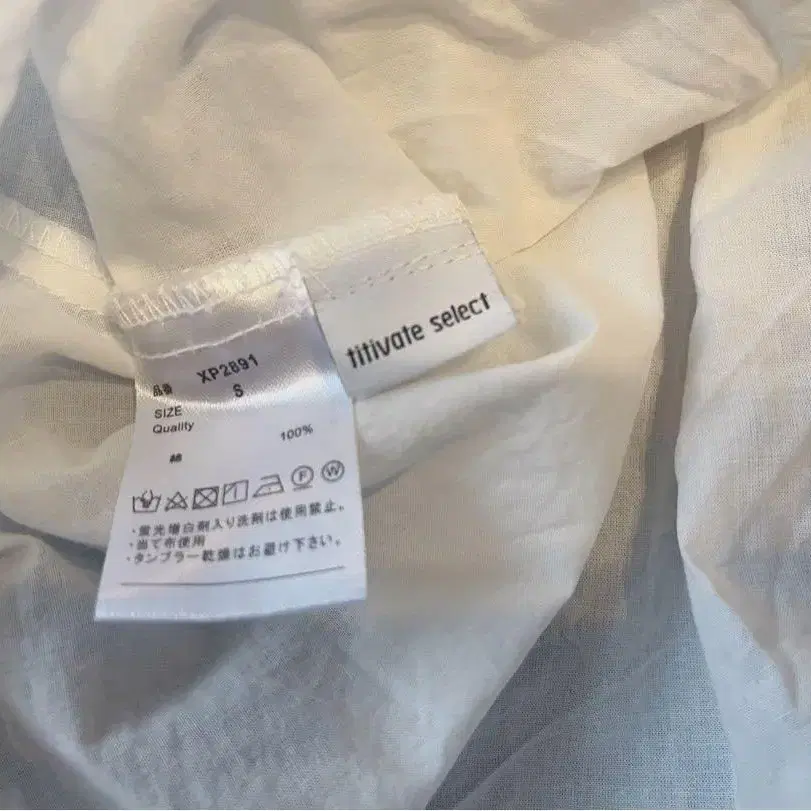 titivate select
品番 XP2891
SIZE S
Quality
綿 100%
F W
・蛍光増白剤入り洗剤は使用禁止。
・当て布使用
・タンブラー乾燥はお避け下さい。